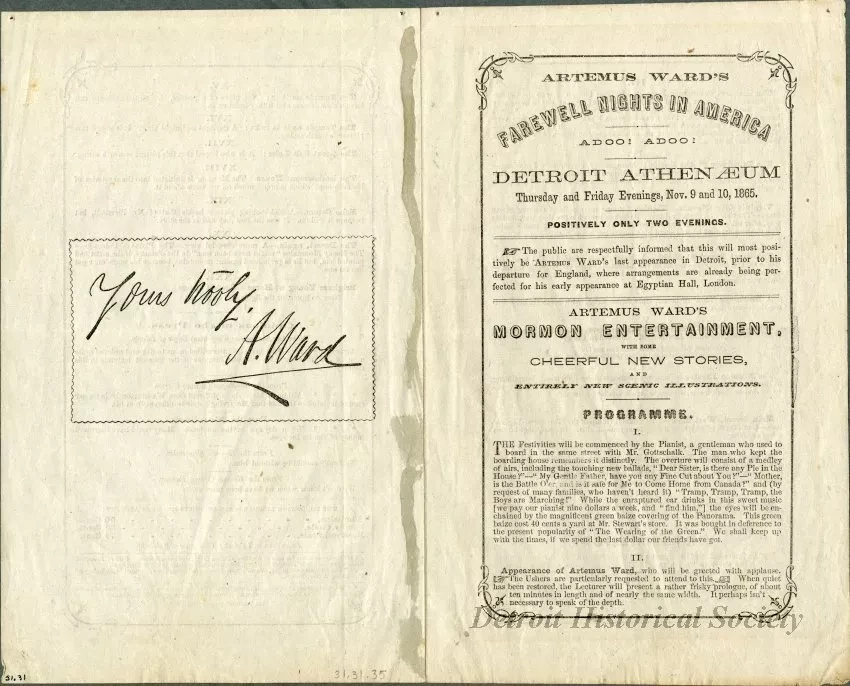 Yours trooly,
A. Ward
51.31
31.31.35
ARTEMUS WARD'S
FAREWELL NIGHTS IN AMERICA
ADOO! ADOO!
DETROIT ATHENÆUM
Thursday and Friday Evenings, Nov. 9 and 10, 1865.
POSITIVELY ONLY TWO EVENINGS.
☞ The public are respectfully informed that this will most posi-
tively be ARTEMUS WARD's last appearance in Detroit, prior to his
departure for England, where arrangements are already being per-
fected for his early appearance at Egyptian Hall, London.
ARTEMUS WARD'S
MORMON ENTERTAINMENT,
WITH SOME
CHEERFUL NEW STORIES,
AND
ENTIRELY NEW SCENIC ILLUSTRATIONS.
PROGRAMME.
I.
THE Festivities will be commenced by the Pianist, a gentleman who used to
board in the same street with Mr. Gottschalk. The man who kept the
boarding-house remembers it distinctly. The overture will consist of a medley
of airs, including the touching new ballads, "Dear Sister, is there any Pie in the
House?"—"My Gentle Father, have you any Fine Cut about You?"—"Mother,
is the Battle O'er, and is it safe for Me to Come Home from Canada?" and (by
request of many families, who haven't heard it) "Tramp, Tramp, Tramp, the
Boys are Marching!" While the enraptured ear drinks in this sweet music
[we pay our pianist nine dollars a week, and "find him,"] the eyes will be en-
chained by the magnificent green baize covering of the Panorama. This green
baize cost 40 cents a yard at Mr. Stewart's store. It was bought in deference to
the present popularity of "The Wearing of the Green." We shall keep up
with the times, if we spend the last dollar our friends have got.
II.
Appearance of Artemus Ward, who will be greeted with applause.
☞ The Ushers are particularly requested to attend to this. ☜ When quiet
has been restored, the Lecturer will present a rather frisky prologue, of about
ten minutes in length and of nearly the same width. It perhaps isn't
necessary to speak of the depth.
Detroit Historical Society